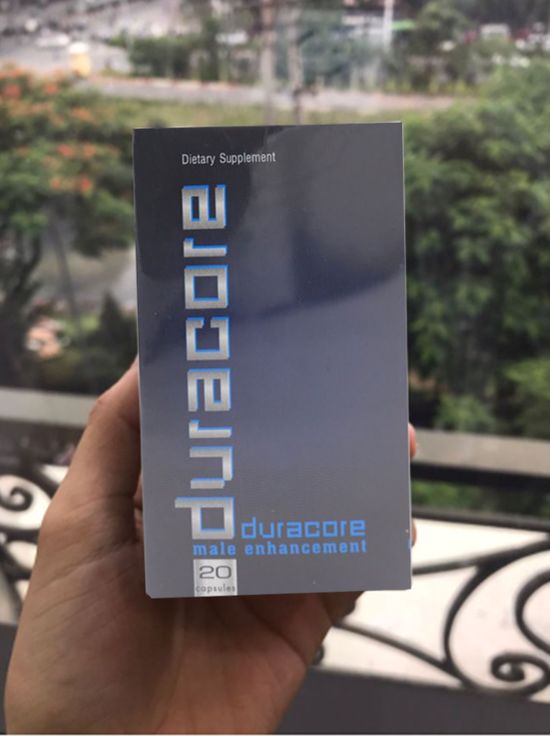 Dietary Supplement
duracore
duracore
male enhancement
20
capsules